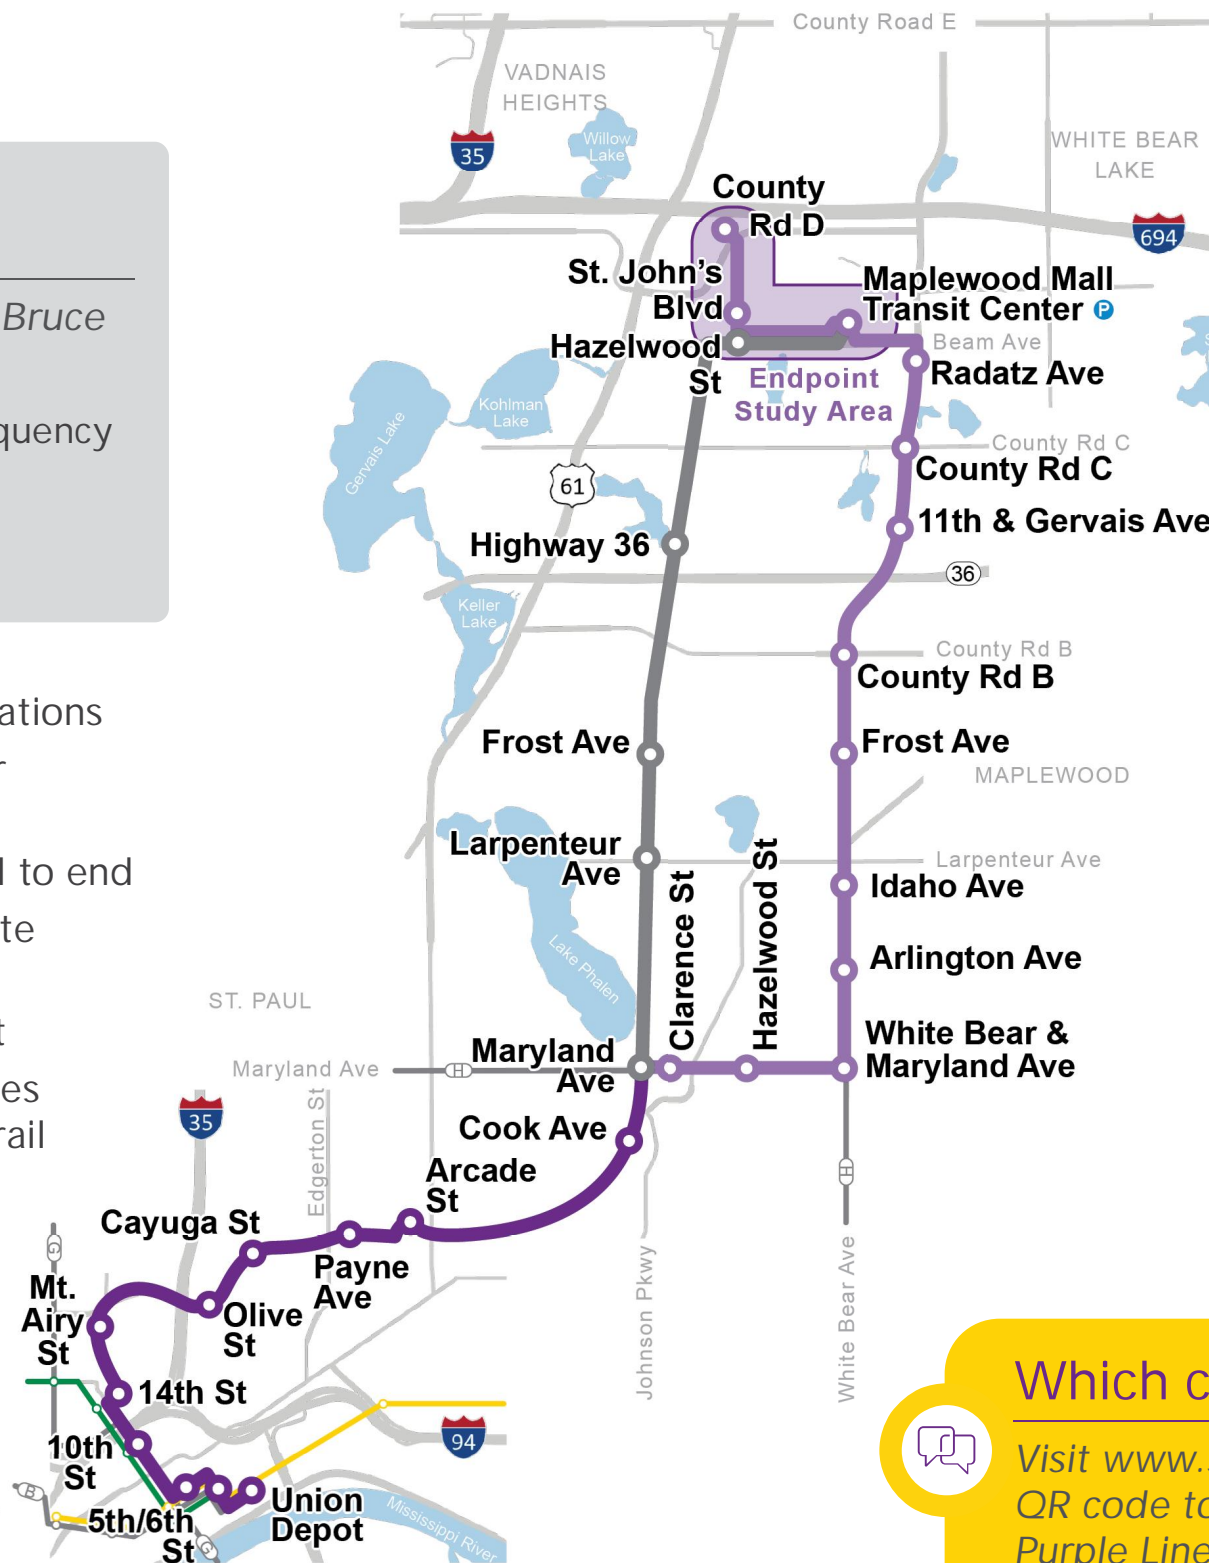 County Road E
VADNAIS
HEIGHTS
Willow
Lake
35
WHITE BEAR
LAKE
694
County
Rd D
St. John's
Blvd
Maplewood Mall
Transit Center P
Hazelwood
St
Beam Ave
Radatz Ave
Endpoint
Study Area
Kohlman
Lake
Gervais Lake
County Rd C
County Rd C
61
11th & Gervais Ave
Highway 36
36
Keller
Lake
County Rd B
County Rd B
Frost Ave
Frost Ave
MAPLEWOOD
Larpenteur
Ave
Larpenteur Ave
Idaho Ave
Clarence St
Hazelwood St
Lake Phalen
Arlington Ave
ST. PAUL
Maryland Ave
H
Maryland
Ave
White Bear &
Maryland Ave
35
Edgerton St
Cook Ave
Arcade
St
H
Cayuga St
G
Payne
Ave
Mt.
Airy
St
Olive
St
Johnson Pkwy
White Bear Ave
14th St
10th
St
94
B
5th/6th
St
G
Union
Depot
Mississippi River
Bruce
quency
ations
r
l to end
te
t
es
rail
Which c
Visit www.
QR code to
Purple Line